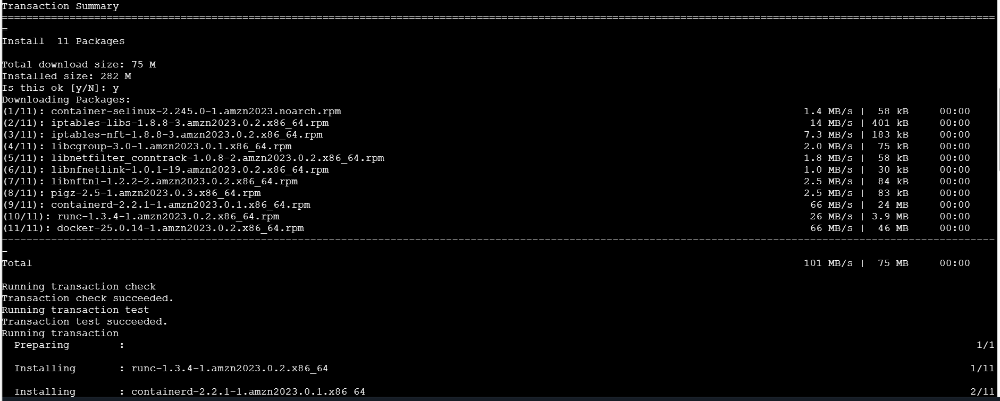 Transaction Summary
================================================================================================================================================================
=
Install  11 Packages
Total download size: 75 M
Installed size: 282 M
Is this ok [y/N]: y
Downloading Packages:
(1/11): container-selinux-2.245.0-1.amzn2023.noarch.rpm 1.4 MB/s |  58 kB     00:00
(2/11): iptables-libs-1.8.8-3.amzn2023.0.2.x86_64.rpm 14 MB/s | 401 kB     00:00
(3/11): iptables-nft-1.8.8-3.amzn2023.0.2.x86_64.rpm 7.3 MB/s | 183 kB     00:00
(4/11): libcgroup-3.0-1.amzn2023.0.1.x86_64.rpm 2.0 MB/s |  75 kB     00:00
(5/11): libnetfilter_conntrack-1.0.8-2.amzn2023.0.2.x86_64.rpm 1.8 MB/s |  58 kB     00:00
(6/11): libnfnetlink-1.0.1-19.amzn2023.0.2.x86_64.rpm 1.0 MB/s |  30 kB     00:00
(7/11): libnftnl-1.2.2-2.amzn2023.0.2.x86_64.rpm 2.5 MB/s |  84 kB     00:00
(8/11): pigz-2.5-1.amzn2023.0.3.x86_64.rpm 2.5 MB/s |  83 kB     00:00
(9/11): containerd-2.2.1-1.amzn2023.0.1.x86_64.rpm 66 MB/s |  24 MB     00:00
(10/11): runc-1.3.4-1.amzn2023.0.2.x86_64.rpm 26 MB/s | 3.9 MB     00:00
(11/11): docker-25.0.14-1.amzn2023.0.2.x86_64.rpm 66 MB/s |  46 MB     00:00
----------------------------------------------------------------------------------------------------------------------------------------------------------------
-
Total 101 MB/s |  75 MB     00:00
Running transaction check
Transaction check succeeded.
Running transaction test
Transaction test succeeded.
Running transaction
Preparing        : 1/1
Installing       : runc-1.3.4-1.amzn2023.0.2.x86_64 1/11
Installing       : containerd-2.2.1-1.amzn2023.0.1.x86_64 2/11